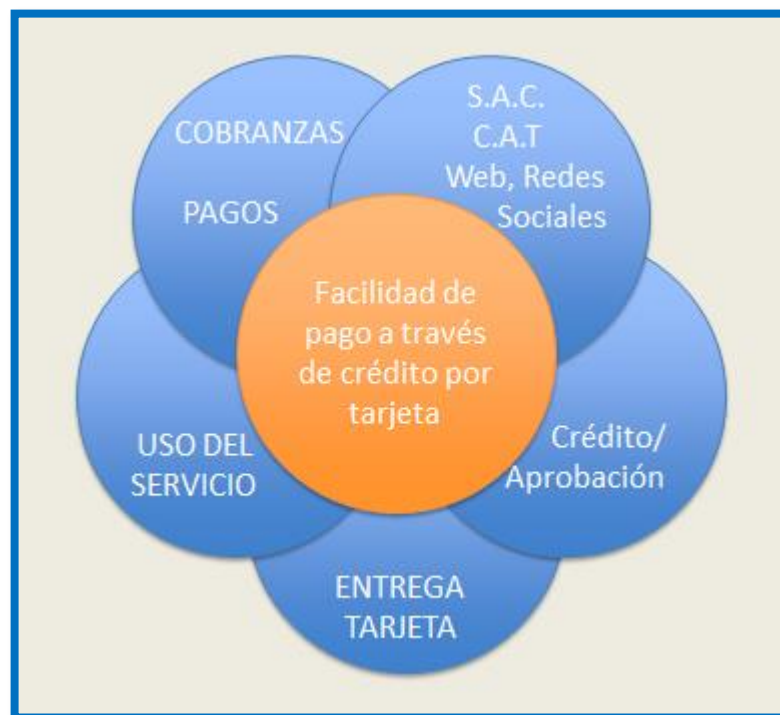 COBRANZAS
PAGOS
S.A.C.
C.A.T
Web, Redes
Sociales
Facilidad de
pago a través
de crédito por
tarjeta
USO DEL
SERVICIO
Crédito/
Aprobación
ENTREGA
TARJETA